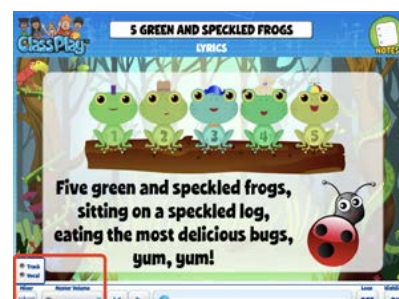 5 GREEN AND SPECKLED FROGS
LYRICS
ClassPlay
NOTES
1 2 3 4 5
Five green and speckled frogs,
sitting on a speckled log,
eating the most delicious bugs,
yum, yum!
Track
Vocal
Mixer
Master Volume
Loop